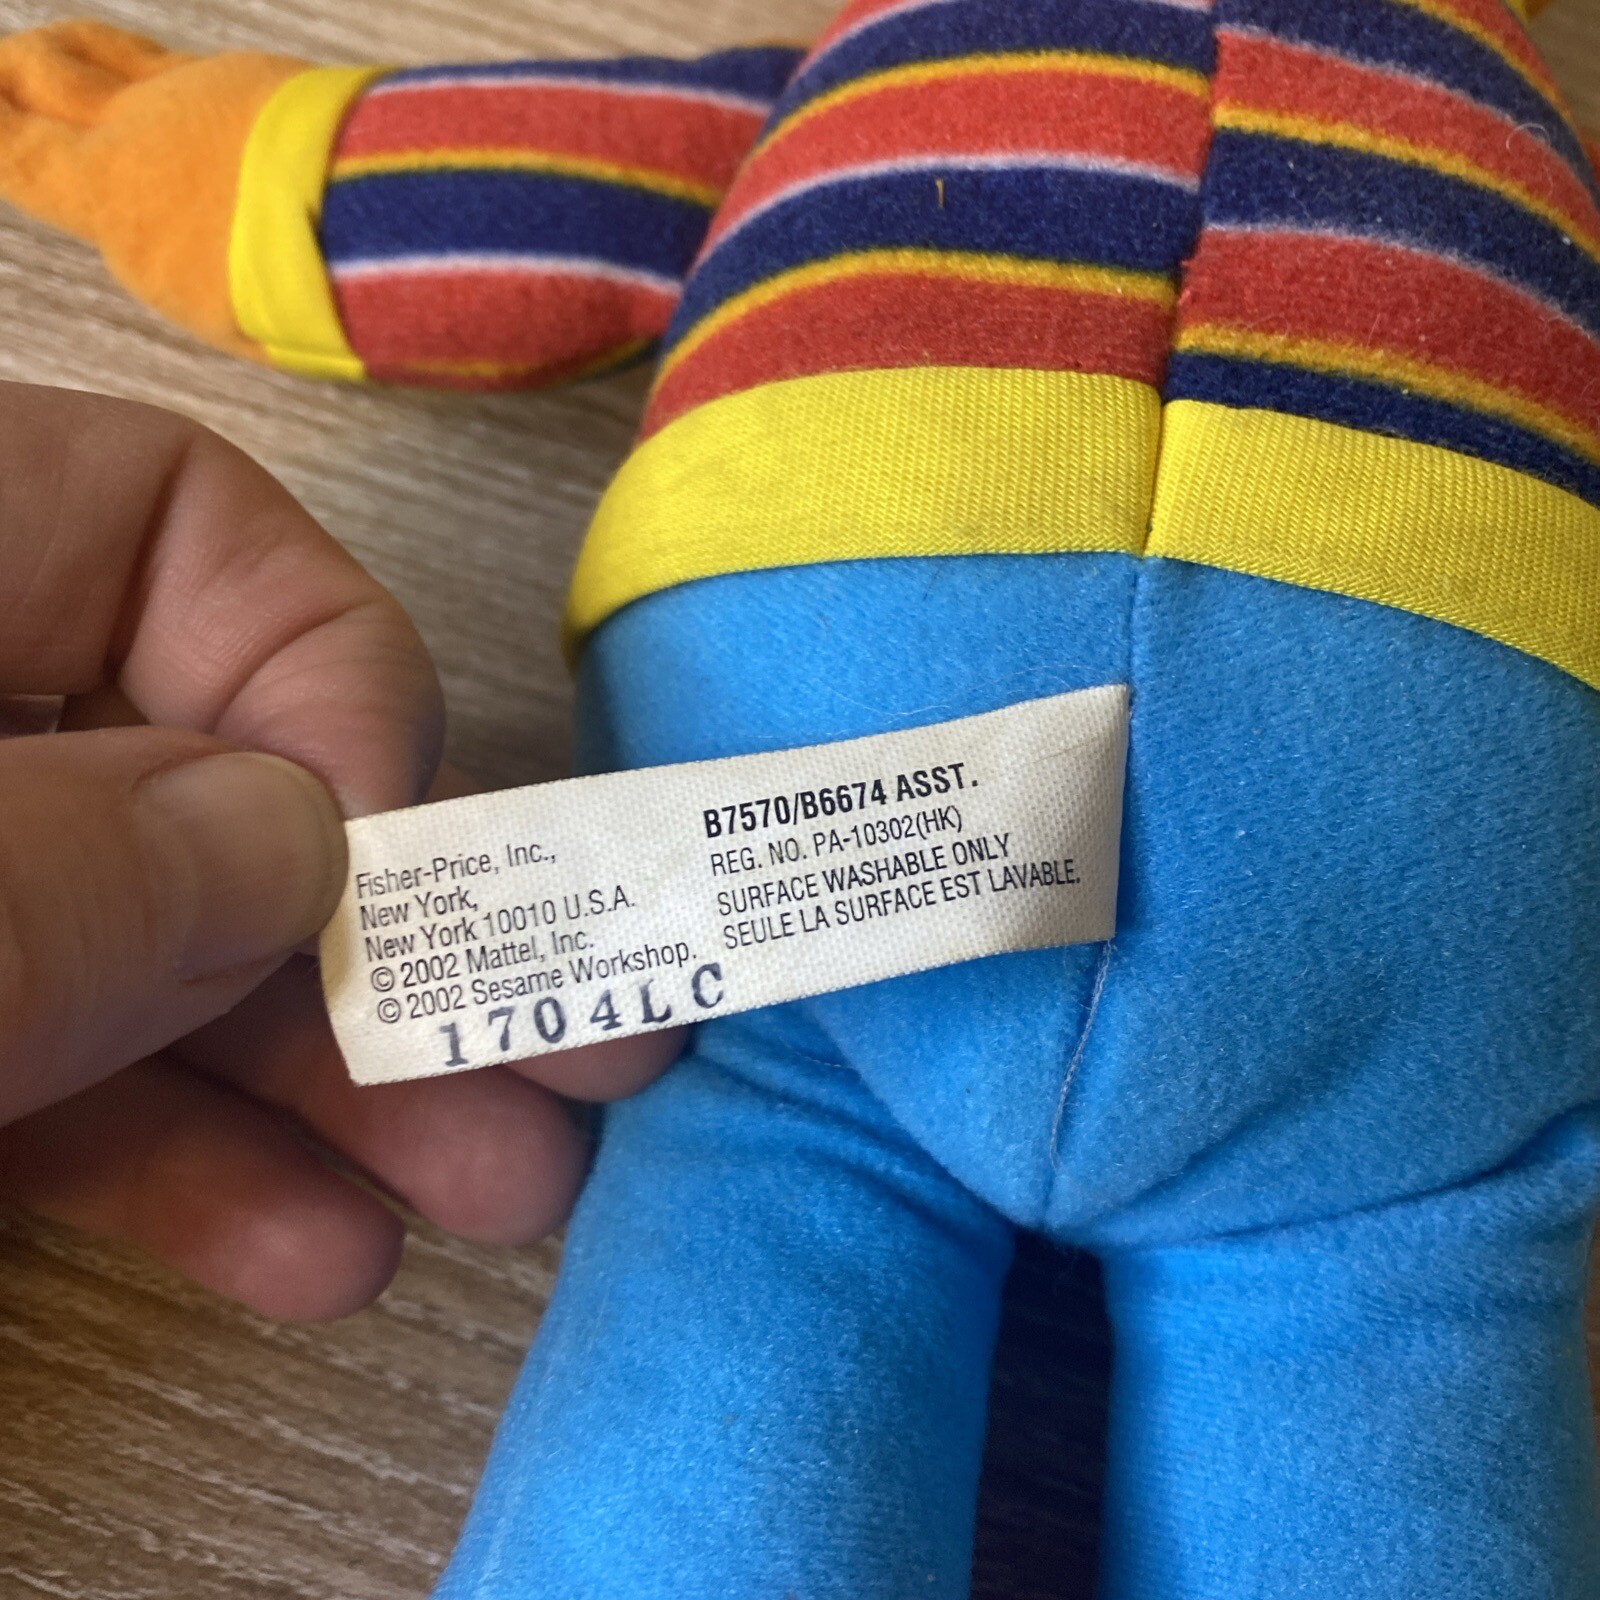 Fisher-Price, Inc.,
New York,
New York 10010 U.S.A.
© 2002 Mattel, Inc.
© 2002 Sesame Workshop.
1704LC
B7570/B6674 ASST.
REG. NO. PA-10302(HK)
SURFACE WASHABLE ONLY
SEULE LA SURFACE EST LAVABLE.